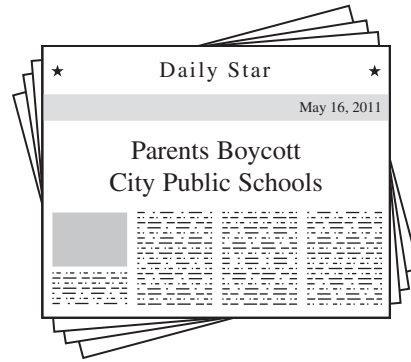 Daily Star
May 16, 2011
Parents Boycott
City Public Schools